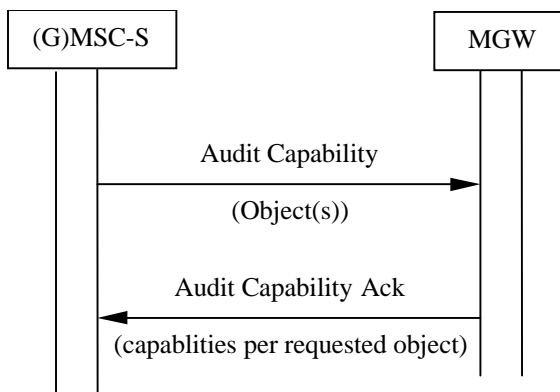 (G)MSC-S
MGW
Audit Capability
(Object(s))
Audit Capability Ack
(capablities per requested object)